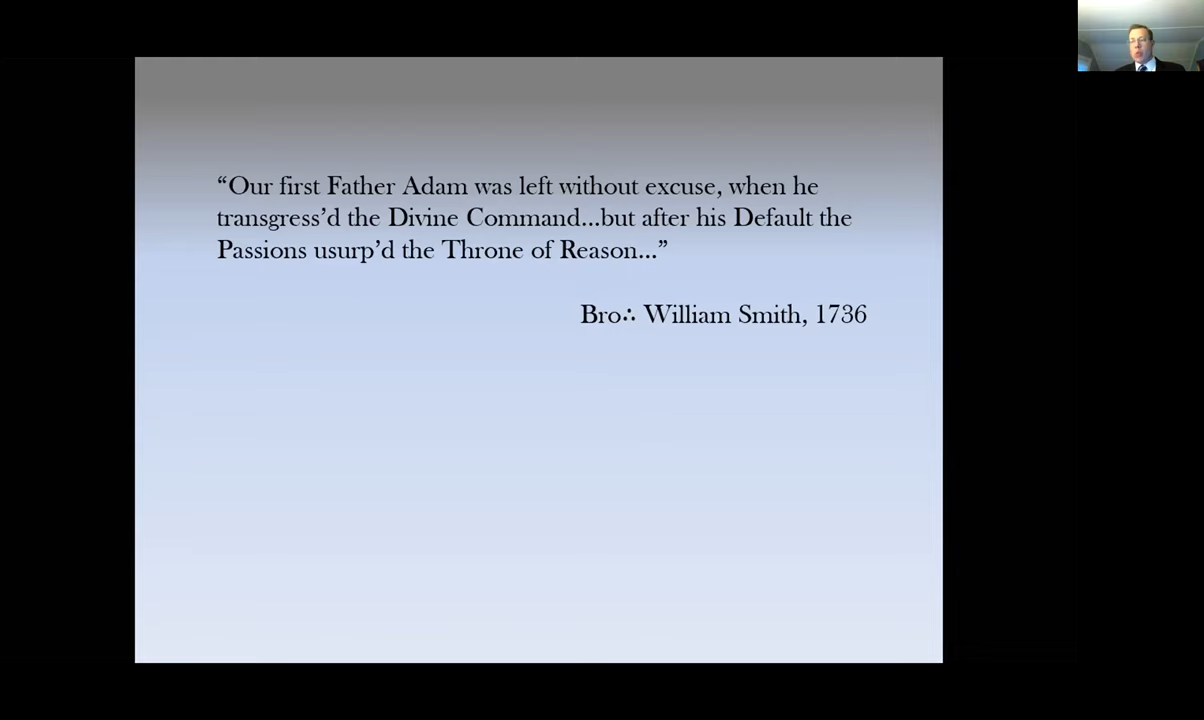 “Our first Father Adam was left without excuse, when he
transgress’d the Divine Command...but after his Default the
Passions usurp’d the Throne of Reason...”
Bro∴ William Smith, 1736